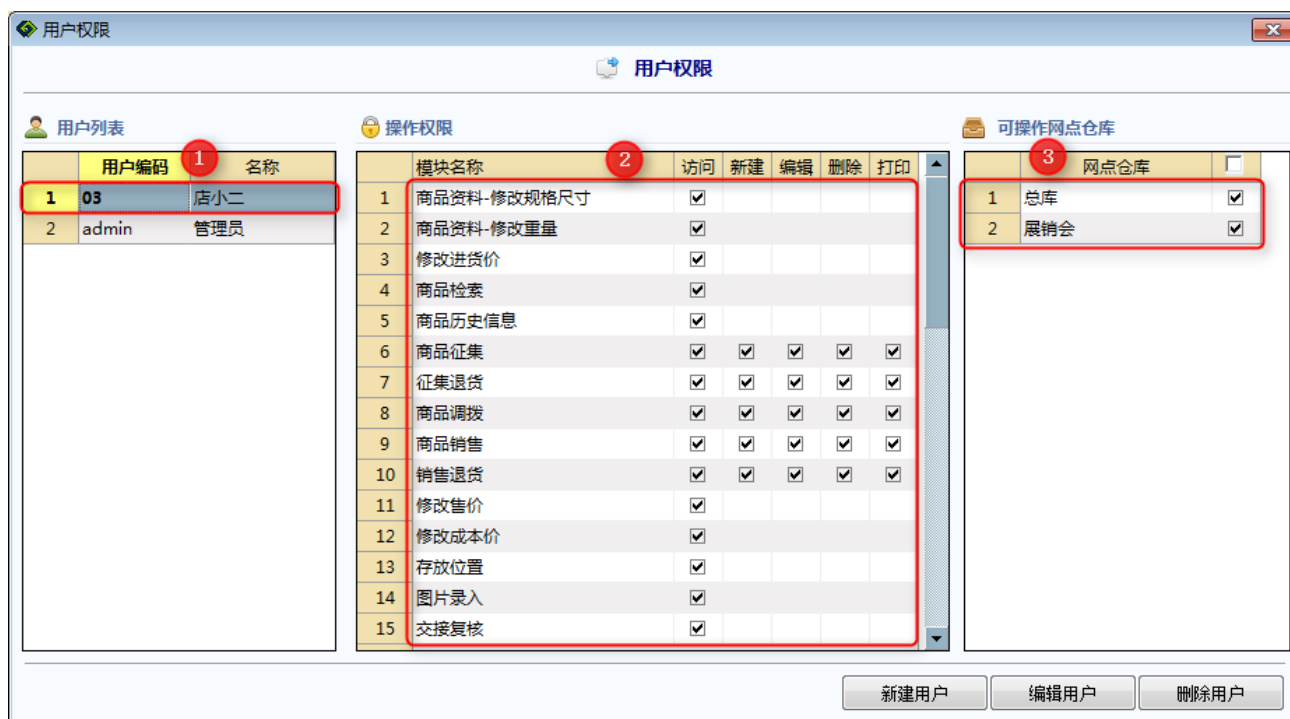 用户权限
用户权限
用户列表
操作权限
可操作网点仓库
用户编码 1 名称
模块名称 2 访问 新建 编辑 删除 打印
3 网点仓库
1 03 店小二
2 admin 管理员
1 商品资料-修改规格尺寸
2 商品资料-修改重量
3 修改进货价
4 商品检索
5 商品历史信息
6 商品征集
7 征集退货
8 商品调拨
9 商品销售
10 销售退货
11 修改售价
12 修改成本价
13 存放位置
14 图片录入
15 交接复核
1 总库
2 展销会
新建用户 编辑用户 删除用户